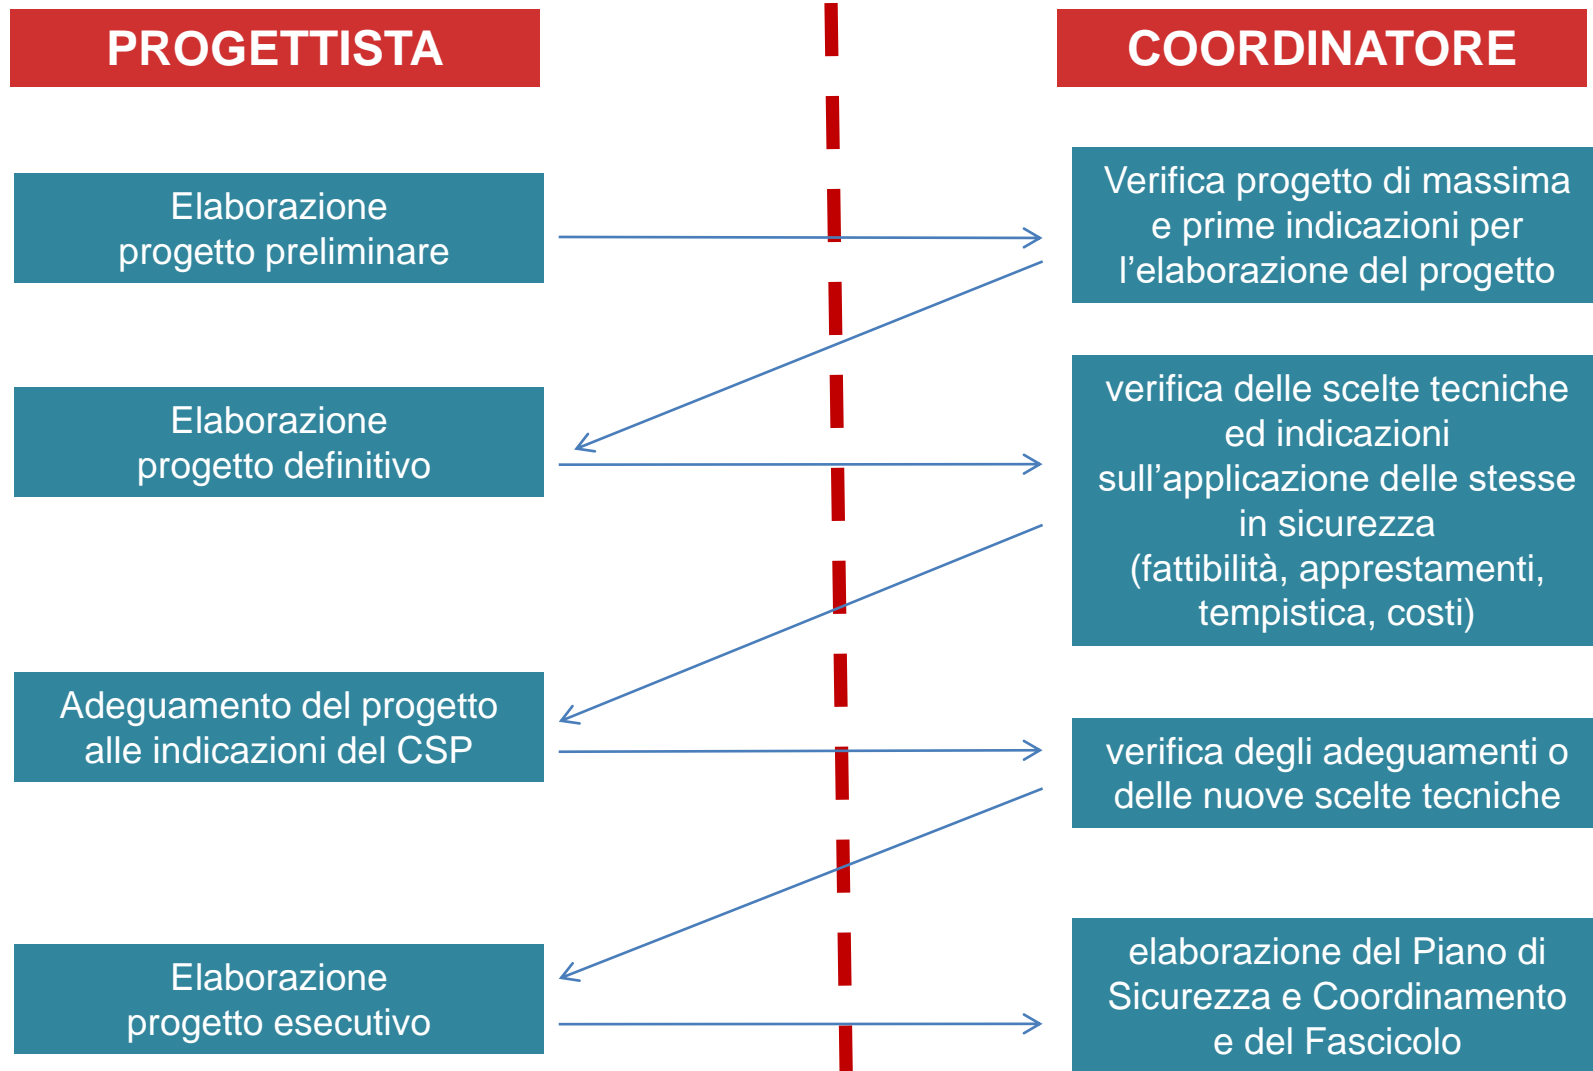 PROGETTISTA
COORDINATORE
Elaborazione
progetto preliminare
Verifica progetto di massima
e prime indicazioni per
l’elaborazione del progetto
Elaborazione
progetto definitivo
verifica delle scelte tecniche
ed indicazioni
sull’applicazione delle stesse
in sicurezza
(fattibilità, apprestamenti,
tempistica, costi)
Adeguamento del progetto
alle indicazioni del CSP
verifica degli adeguamenti o
delle nuove scelte tecniche
Elaborazione
progetto esecutivo
elaborazione del Piano di
Sicurezza e Coordinamento
e del Fascicolo